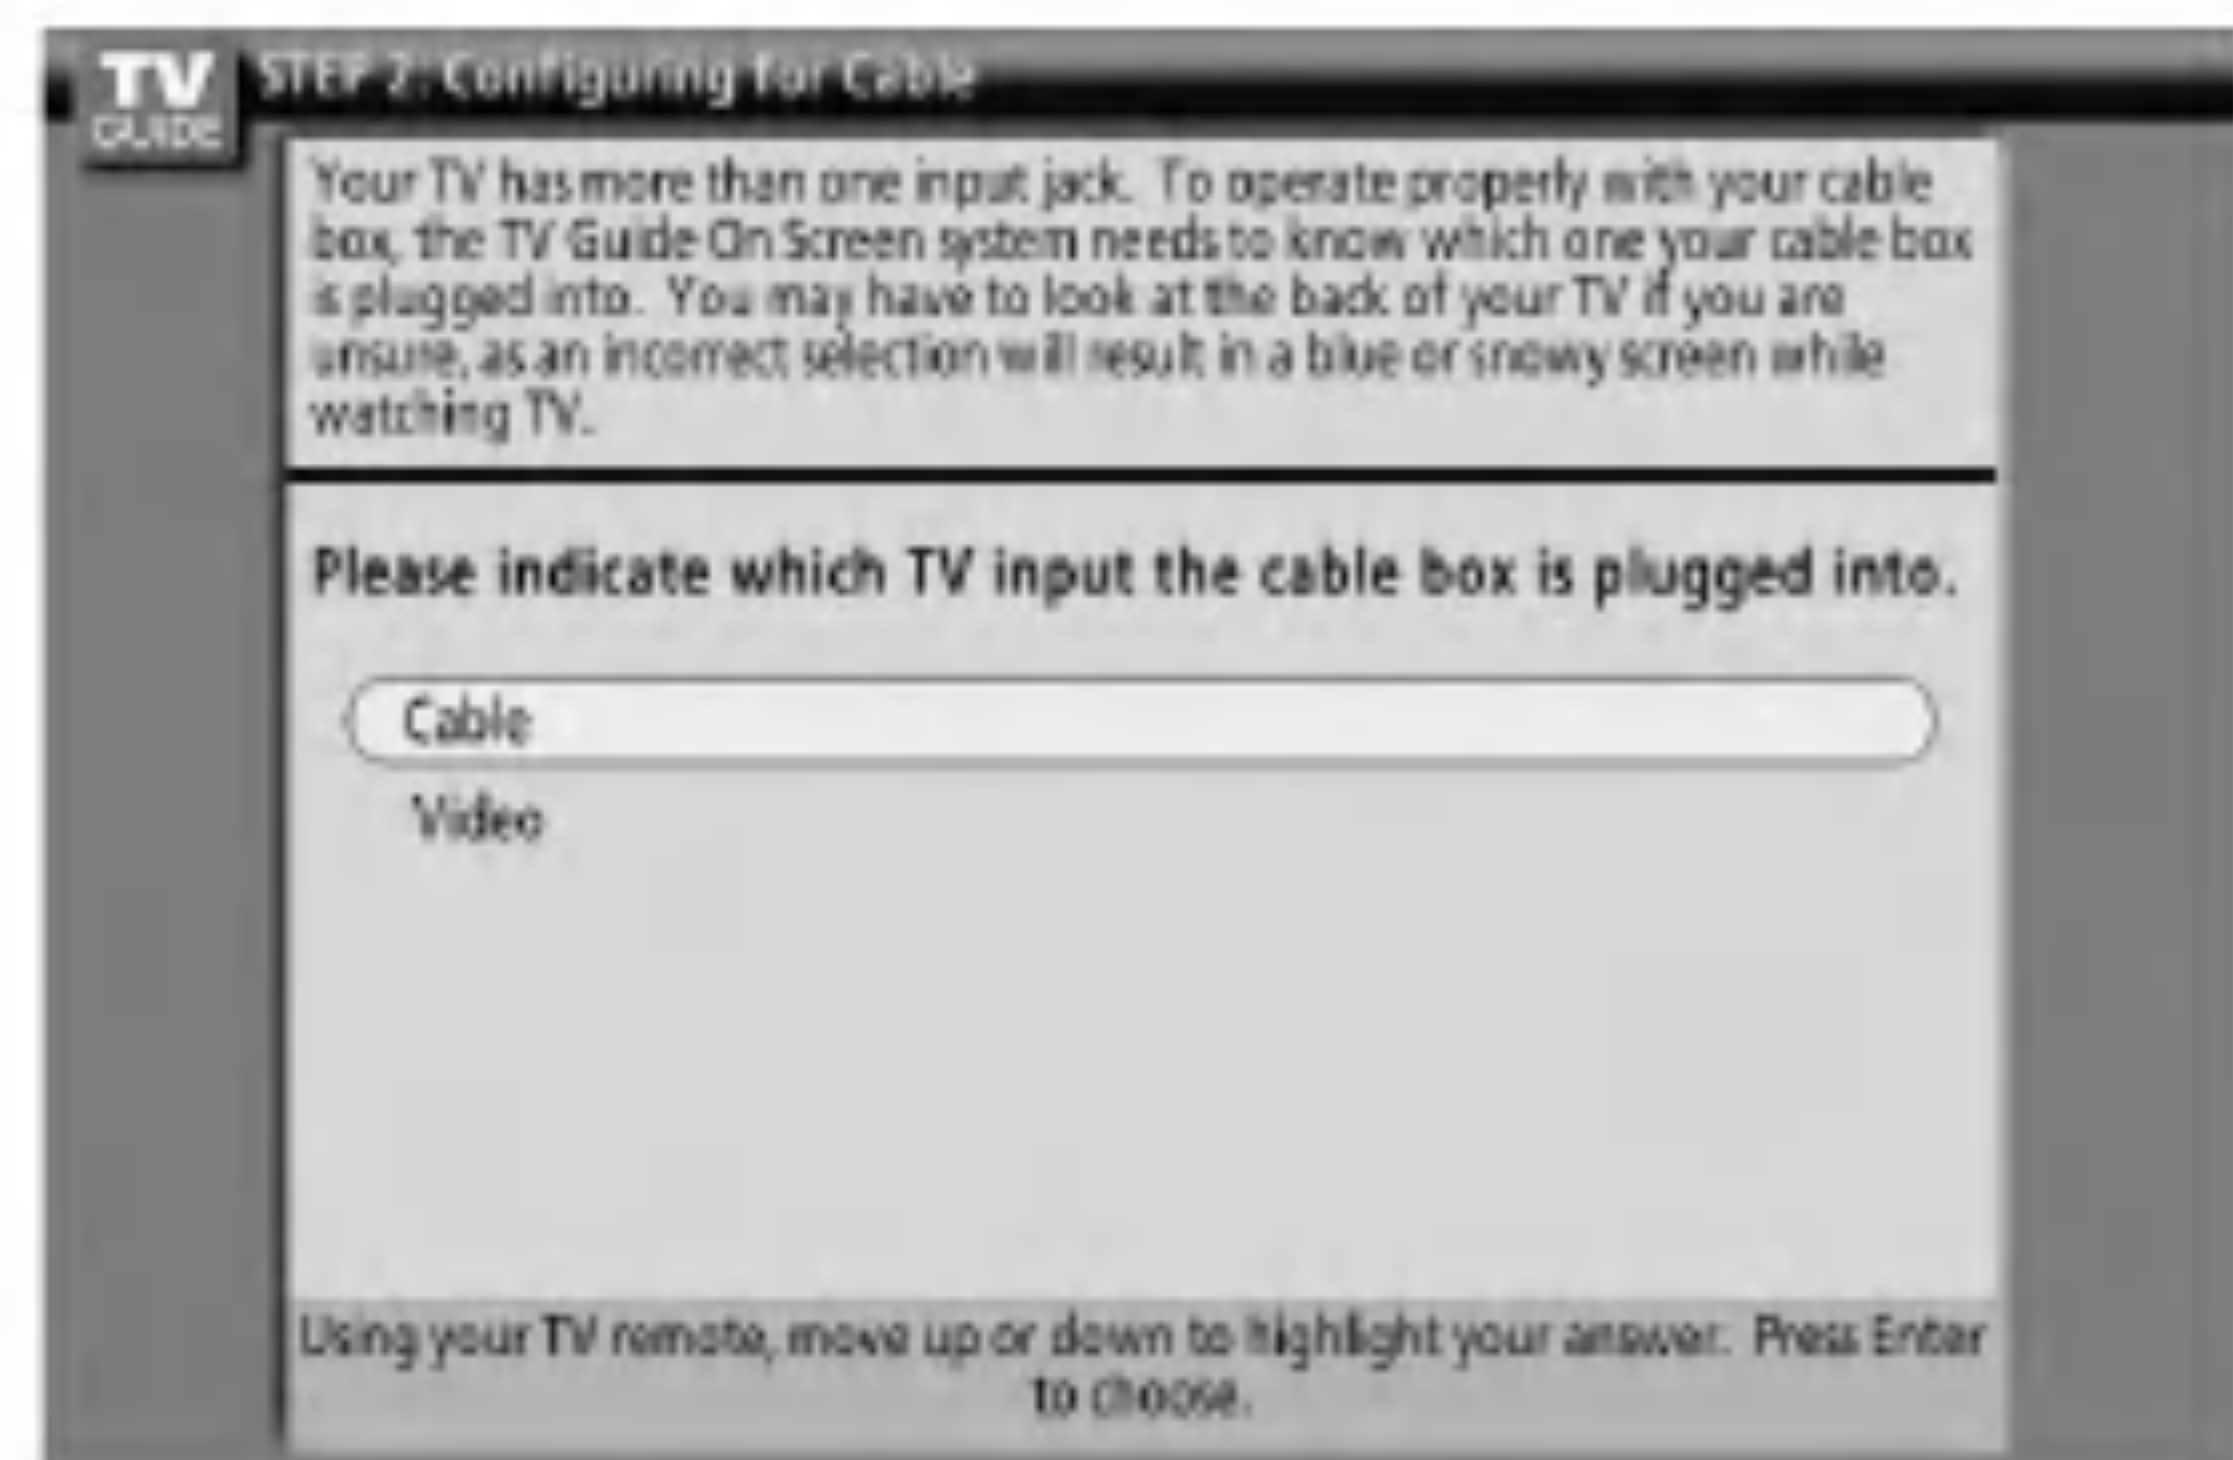 TV
GUIDE
STEP 2: Configuring for Cable
Your TV has more than one input jack. To operate properly with your cable
box, the TV Guide On Screen system needs to know which one your cable box
is plugged into. You may have to look at the back of your TV if you are
unsure, as an incorrect selection will result in a blue or snowy screen while
watching TV.
Please indicate which TV input the cable box is plugged into.
Cable
Video
Using your TV remote, move up or down to highlight your answer. Press Enter
to choose.